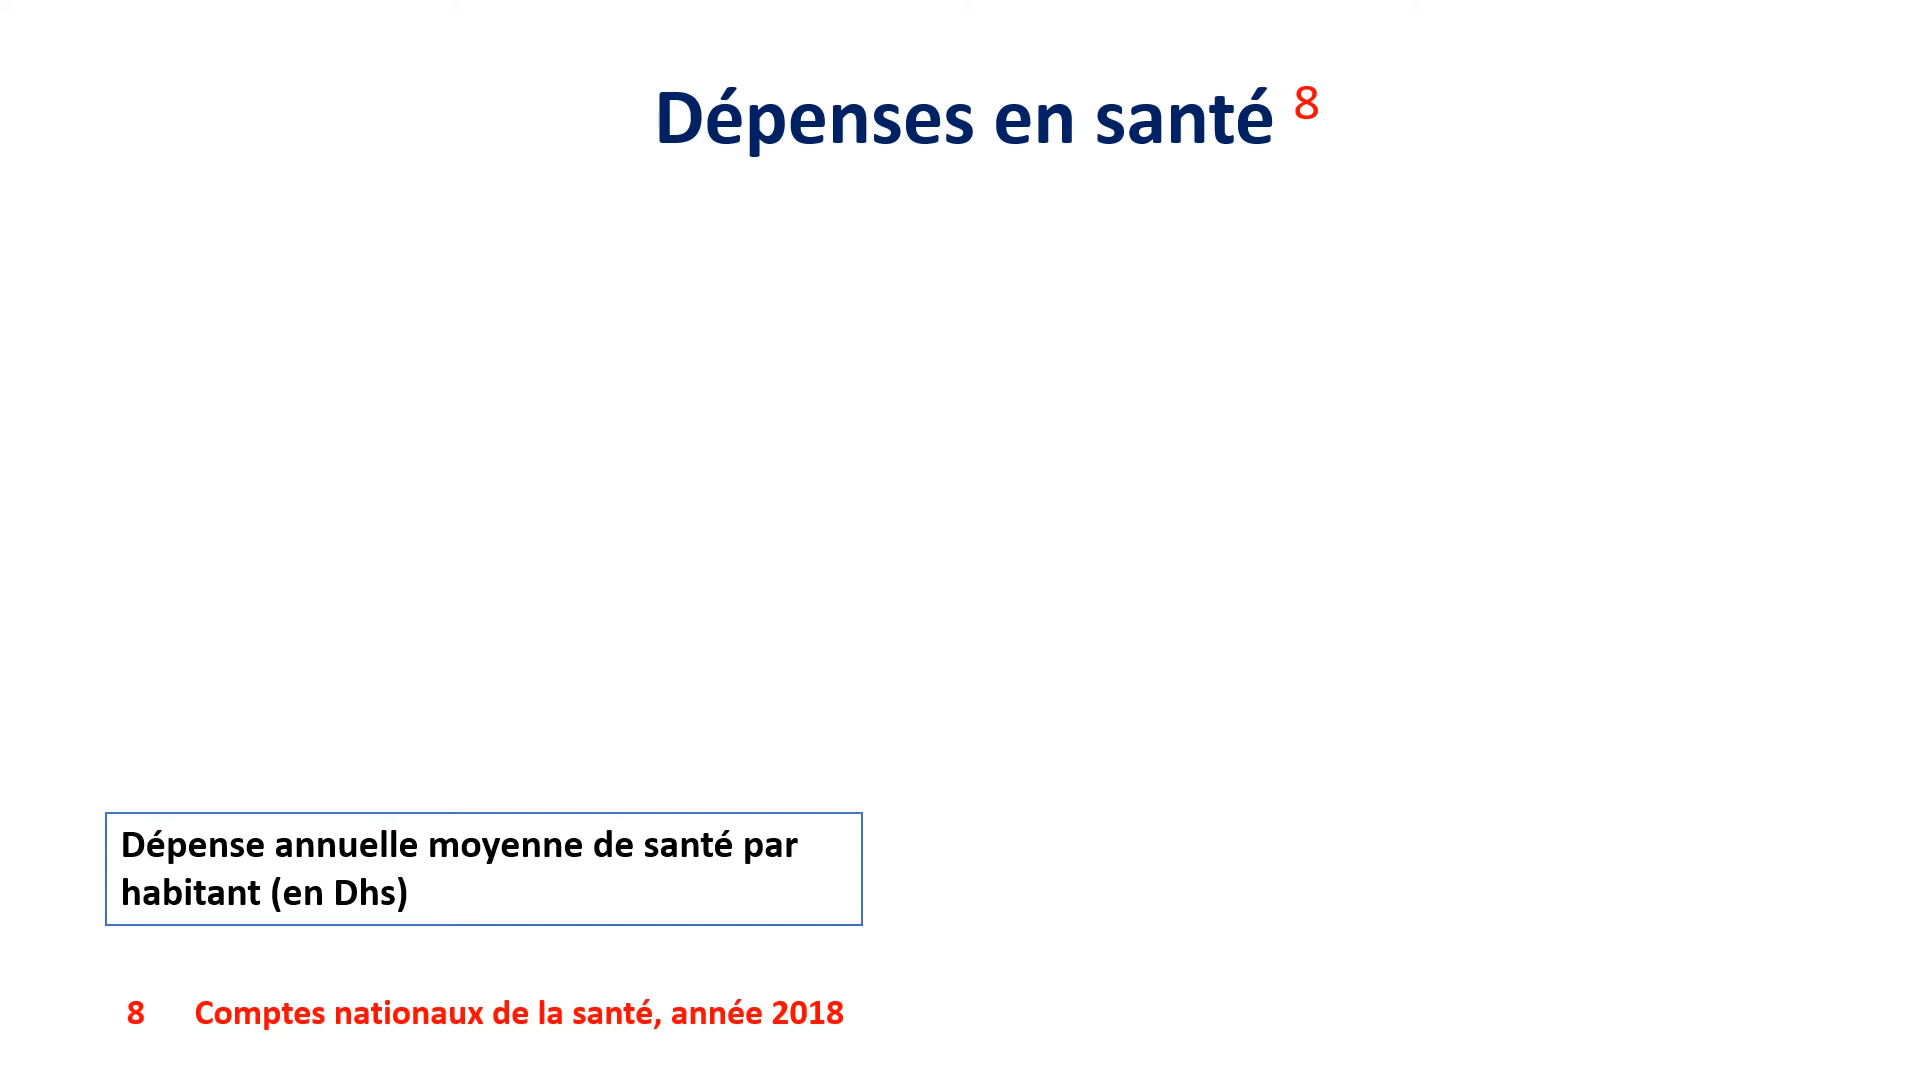 Dépenses en santé 8
Dépense annuelle moyenne de santé par
habitant (en Dhs)
8 Comptes nationaux de la santé, année 2018